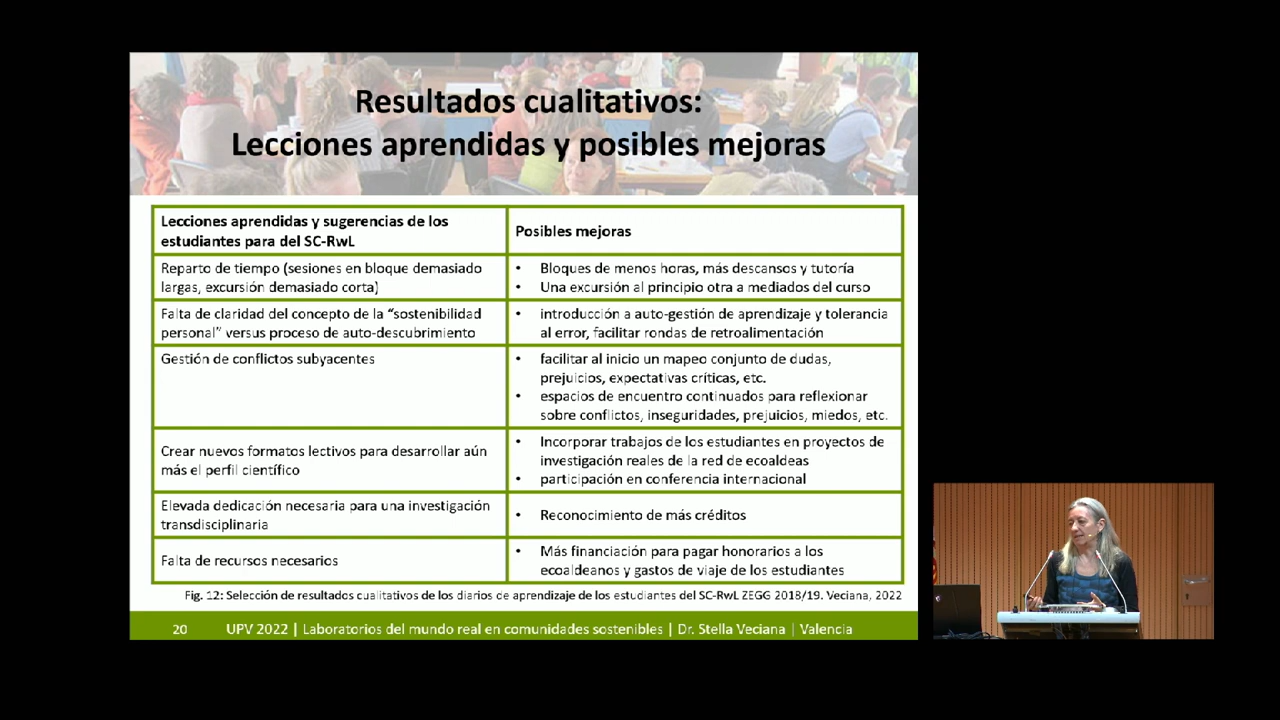 Resultados cualitativos:
Lecciones aprendidas y posibles mejoras
Lecciones aprendidas y sugerencias de los
estudiantes para del SC-RwL
Posibles mejoras
Reparto de tiempo (sesiones en bloque demasiado
largas, excursión demasiado corta)
• Bloques de menos horas, más descansos y tutoría
• Una excursión al principio otra a mediados del curso
Falta de claridad del concepto de la “sostenibilidad
personal” versus proceso de auto-descubrimiento
• introducción a auto-gestión de aprendizaje y tolerancia
al error, facilitar rondas de retroalimentación
Gestión de conflictos subyacentes
• facilitar al inicio un mapeo conjunto de dudas,
prejuicios, expectativas críticas, etc.
• espacios de encuentro continuados para reflexionar
sobre conflictos, inseguridades, prejuicios, miedos, etc.
Crear nuevos formatos lectivos para desarrollar aún
más el perfil científico
• Incorporar trabajos de los estudiantes en proyectos de
investigación reales de la red de ecoaldeas
• participación en conferencia internacional
Elevada dedicación necesaria para una investigación
transdisciplinaria
• Reconocimiento de más créditos
Falta de recursos necesarios
• Más financiación para pagar honorarios a los
ecoaldeanos y gastos de viaje de los estudiantes
Fig. 12: Selección de resultados cualitativos de los diarios de aprendizaje de los estudiantes del SC-RwL ZEGG 2018/19. Veciana, 2022
20 UPV 2022 | Laboratorios del mundo real en comunidades sostenibles | Dr. Stella Veciana | Valencia